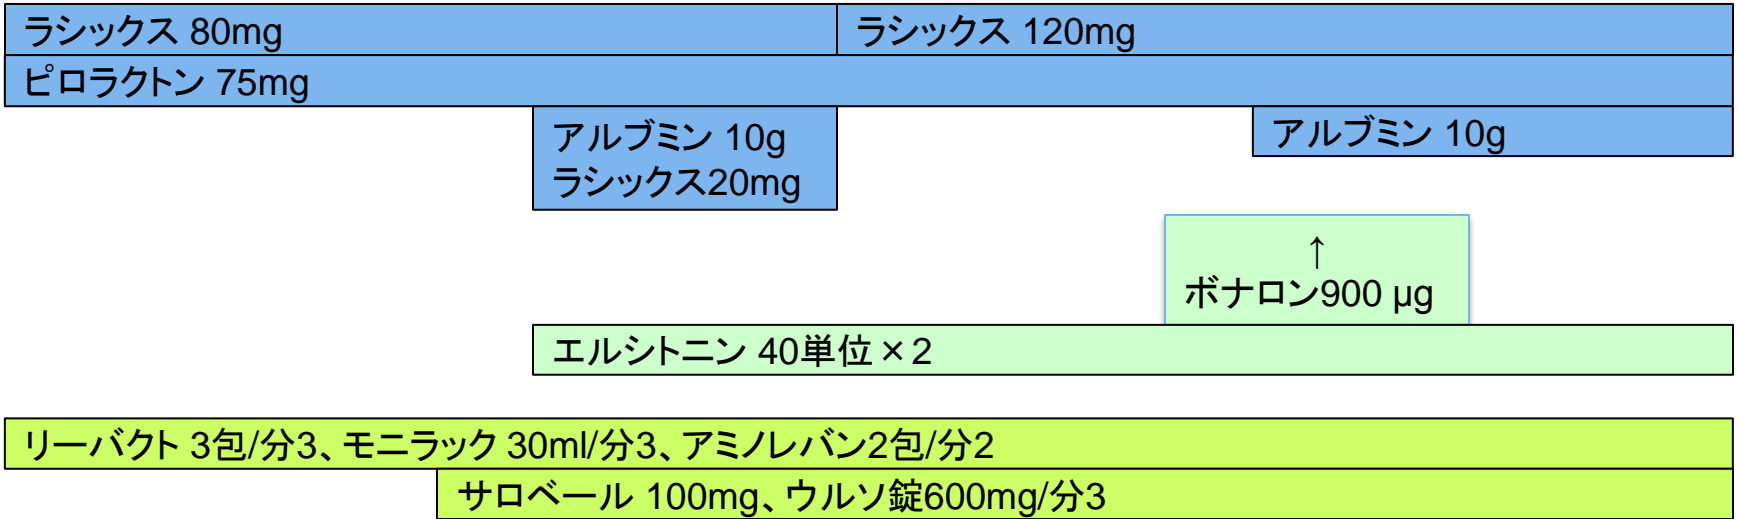 ラシックス 80mg
ラシックス 120mg
ピロラクトン 75mg
アルブミン 10g
ラシックス20mg
アルブミン 10g
↑
ボナロン900 μg
エルシトニン 40単位×2
リーバクト 3包/分3、モニラック 30ml/分3、アミノレバン2包/分2
サロベール 100mg、ウルソ錠600mg/分3